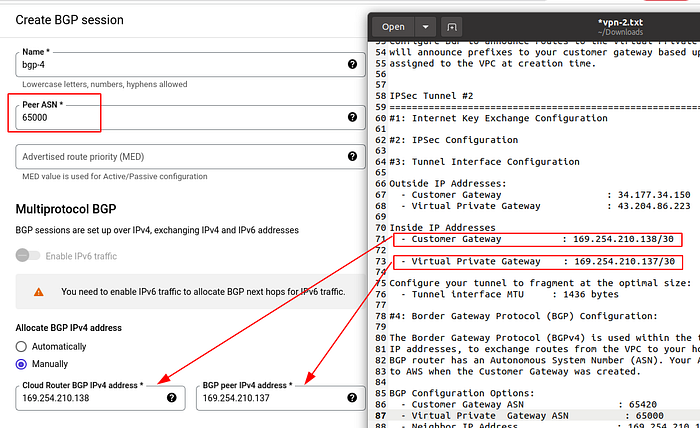 Create BGP session
Name *
bgp-4
Lowercase letters, numbers, hyphens allowed
Peer ASN *
65000
Advertised route priority (MED)
MED value is used for Active/Passive configuration
Multiprotocol BGP
BGP sessions are set up over IPv4, exchanging IPv4 and IPv6 addresses
Enable IPv6 traffic
You need to enable IPv6 traffic to allocate BGP next hops for IPv6 traffic.
Allocate BGP IPv4 address
Automatically
Manually
Cloud Router BGP IPv4 address *
169.254.210.138
BGP peer IPv4 address *
169.254.210.137
Open
*vpn-2.txt
~/Downloads
53 Configure BGP to announce routes to the Virtual Private
54 will announce prefixes to your customer gateway based up
55 assigned to the VPC at creation time.
56
57
58 IPSec Tunnel #2
59 ========================================================
60 #1: Internet Key Exchange Configuration
61
62 #2: IPSec Configuration
63
64 #3: Tunnel Interface Configuration
65
66 Outside IP Addresses:
67 - Customer Gateway : 34.177.34.150
68 - Virtual Private Gateway : 43.204.86.223
69
70 Inside IP Addresses
71 - Customer Gateway : 169.254.210.138/30
72
73 - Virtual Private Gateway : 169.254.210.137/30
74
75 Configure your tunnel to fragment at the optimal size:
76 - Tunnel interface MTU : 1436 bytes
77
78 #4: Border Gateway Protocol (BGP) Configuration:
79
80 The Border Gateway Protocol (BGPv4) is used within the t
81 IP addresses, to exchange routes from the VPC to your ho
82 BGP router has an Autonomous System Number (ASN). Your A
83 to AWS when the Customer Gateway was created.
84
85 BGP Configuration Options:
86 - Customer Gateway ASN : 65420
87 - Virtual Private Gateway ASN : 65000
88 - Neighbor IP Address : 169.254.210.137